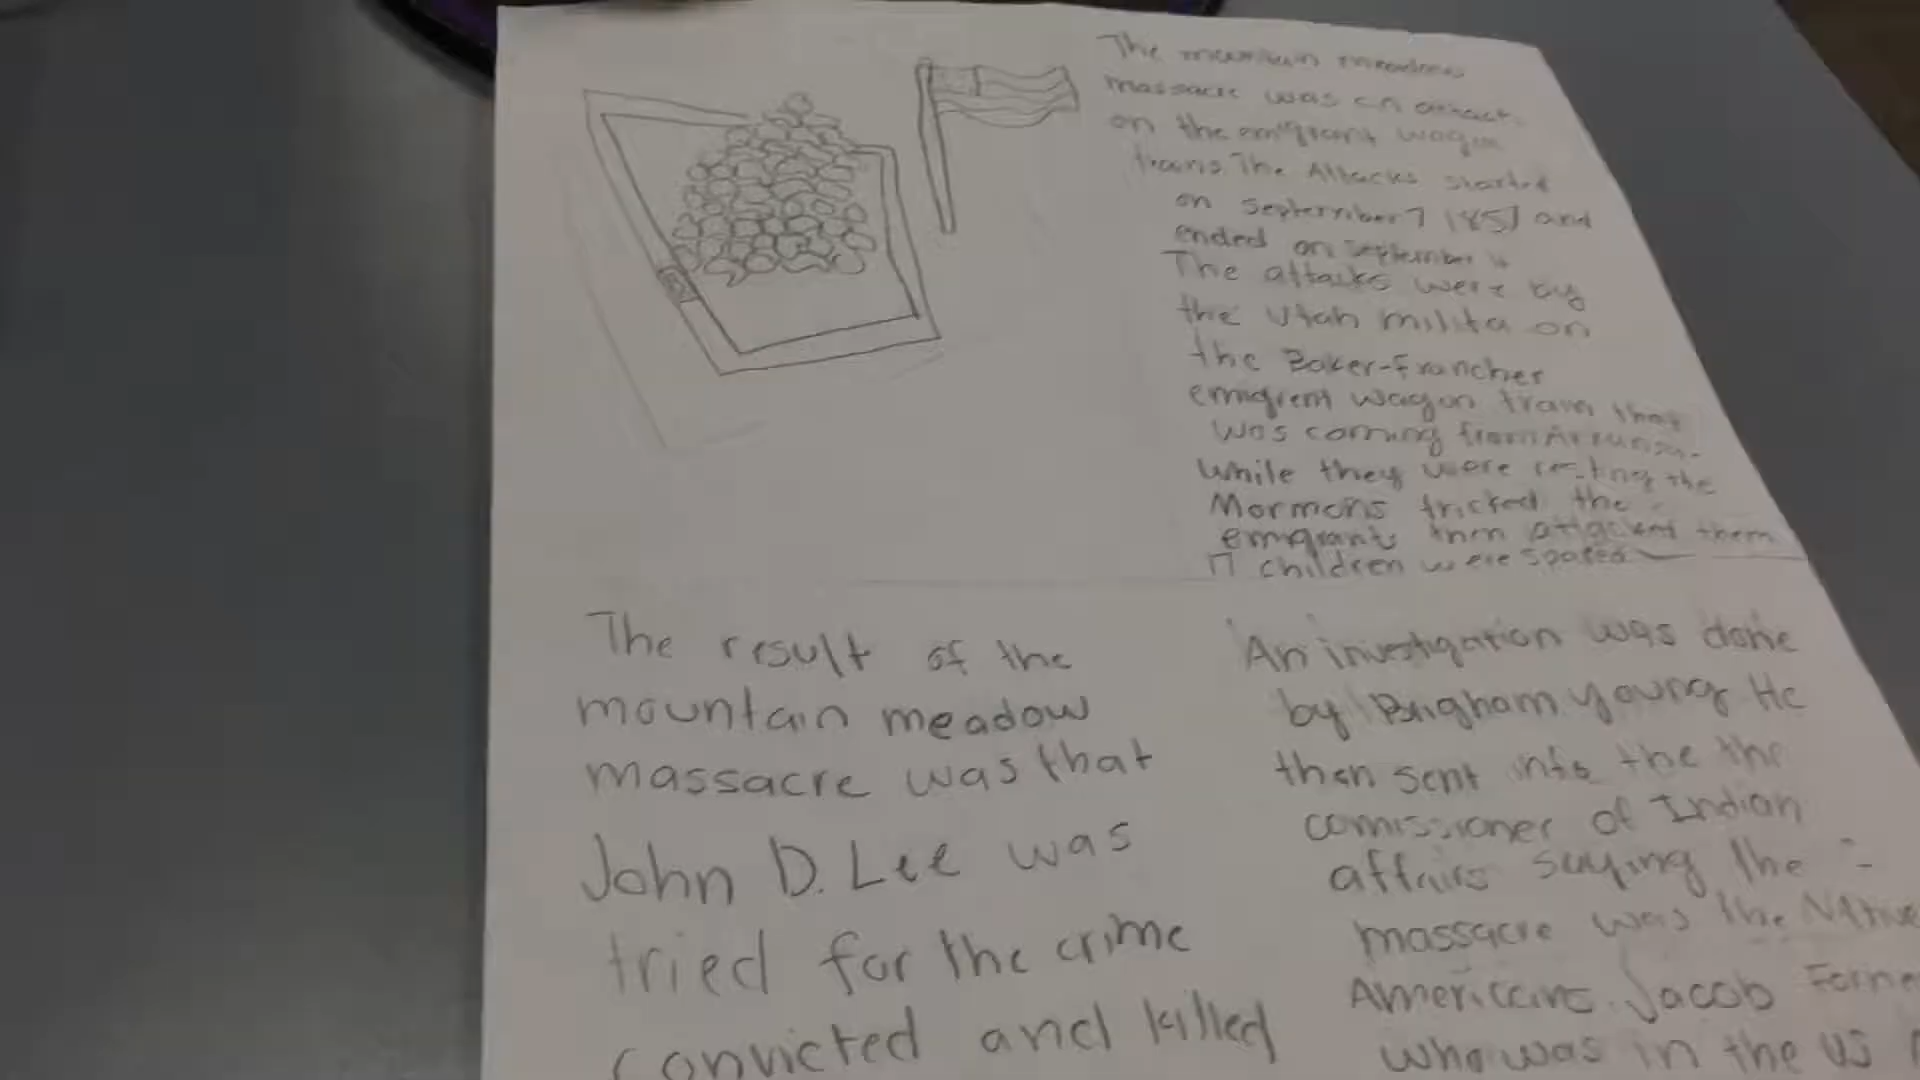 The mountain meadows
massacre was an attack
on the emigrant wagon
trains. The Attacks started
on september 7 1857 and
ended on september 11
The attacks were by
the Utah milita on
the Baker-Francher
emigrent wagon train that
was coming from
While they were resting the
Mormons tricked the
emigrants then attacked them
17 children were spared
The result of the
mountain meadow
massacre was that
John D. Lee was
tried for the crime
convicted and killed
An investigation was done
by Brigham young He
then sent info the the
comissioner of Indian
affairs saying the
massacre was the Native
Americans. Jacob Forne
who was in the US